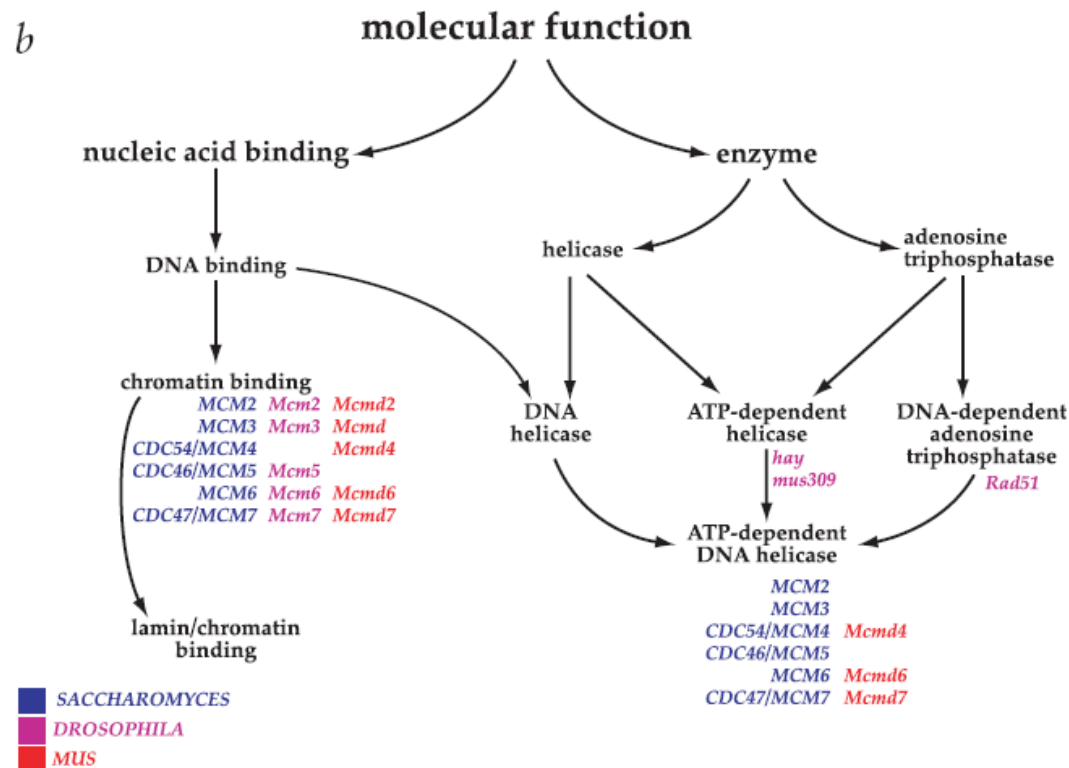 b
molecular function
nucleic acid binding
enzyme
DNA binding
helicase
adenosine
triphosphatase
chromatin binding
MCM2 Mcm2 Mcmd2
MCM3 Mcm3 Mcmd
CDC54/MCM4 Mcmd4
CDC46/MCM5 Mcm5
MCM6 Mcm6 Mcmd6
CDC47/MCM7 Mcm7 Mcmd7
DNA
helicase
ATP-dependent
helicase
hay
mus309
DNA-dependent
adenosine
triphosphatase
Rad51
ATP-dependent
DNA helicase
MCM2
MCM3
CDC54/MCM4 Mcmd4
CDC46/MCM5
MCM6 Mcmd6
CDC47/MCM7 Mcmd7
lamin/chromatin
binding
SACCHAROMYCES
DROSOPHILA
MUS